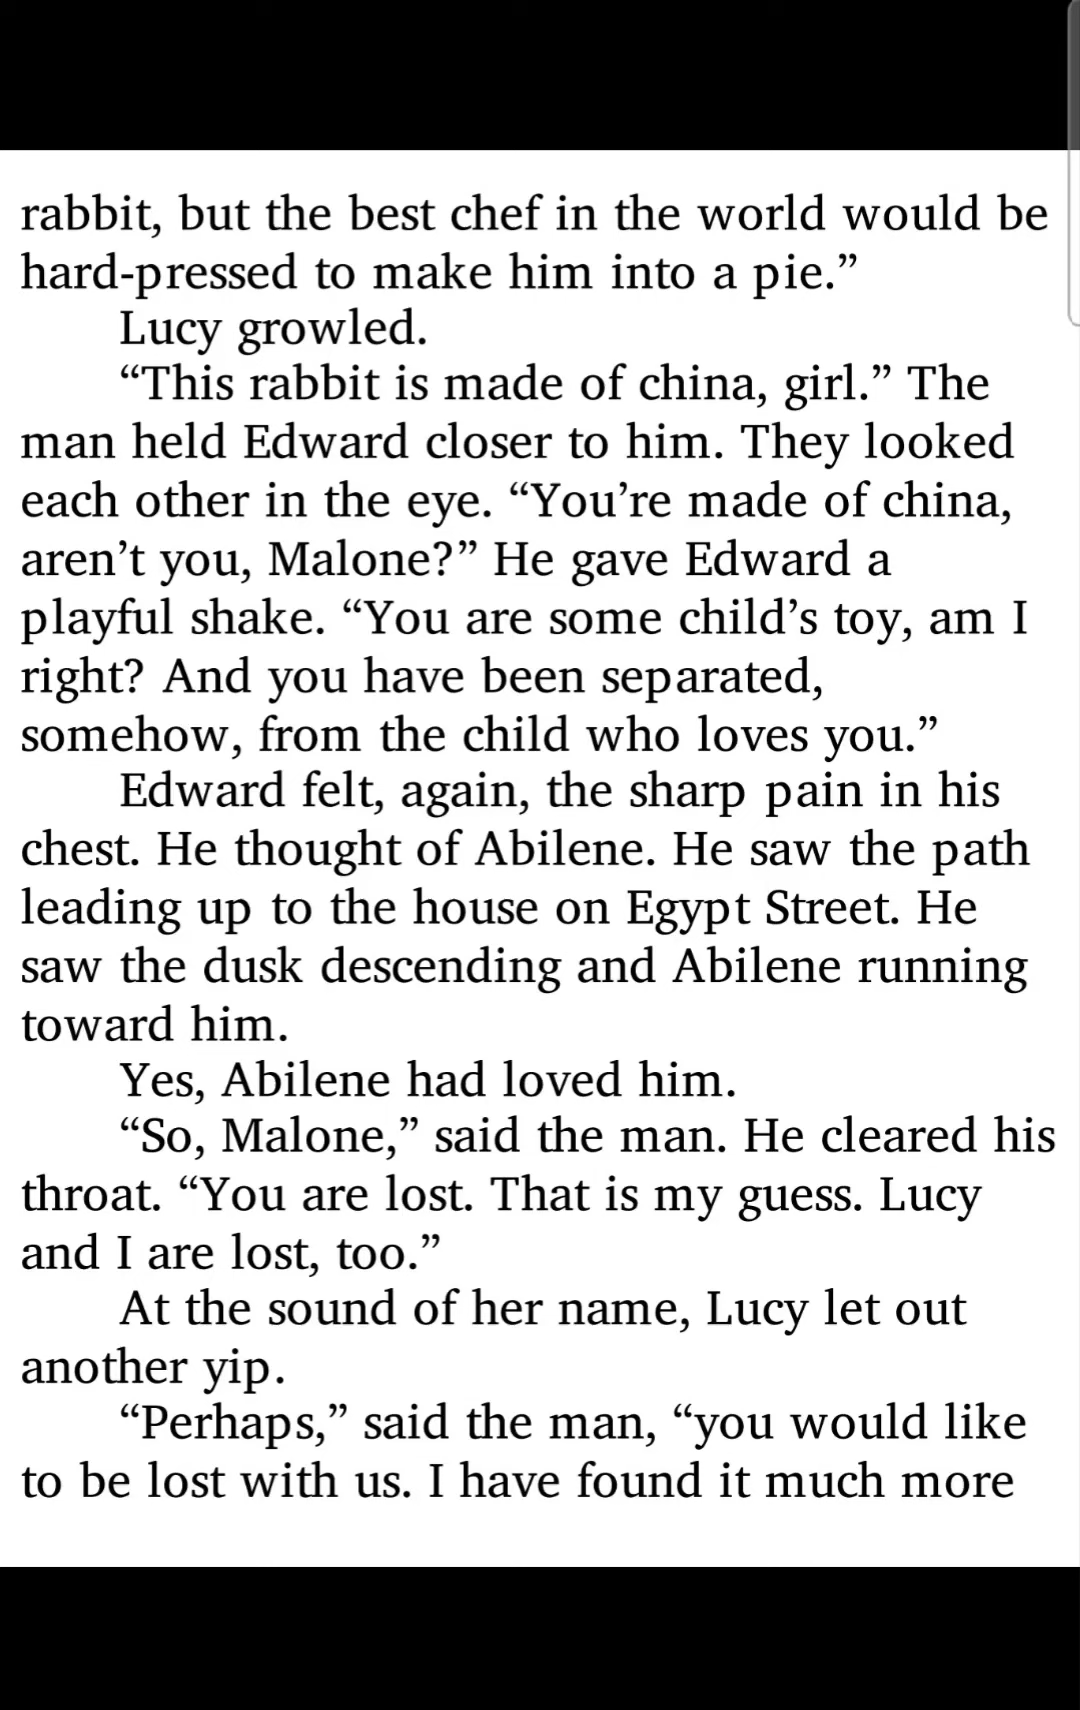 rabbit, but the best chef in the world would be
hard-pressed to make him into a pie.”
Lucy growled.
“This rabbit is made of china, girl.” The
man held Edward closer to him. They looked
each other in the eye. “You’re made of china,
aren’t you, Malone?” He gave Edward a
playful shake. “You are some child’s toy, am I
right? And you have been separated,
somehow, from the child who loves you.”
Edward felt, again, the sharp pain in his
chest. He thought of Abilene. He saw the path
leading up to the house on Egypt Street. He
saw the dusk descending and Abilene running
toward him.
Yes, Abilene had loved him.
“So, Malone,” said the man. He cleared his
throat. “You are lost. That is my guess. Lucy
and I are lost, too.”
At the sound of her name, Lucy let out
another yip.
“Perhaps,” said the man, “you would like
to be lost with us. I have found it much more